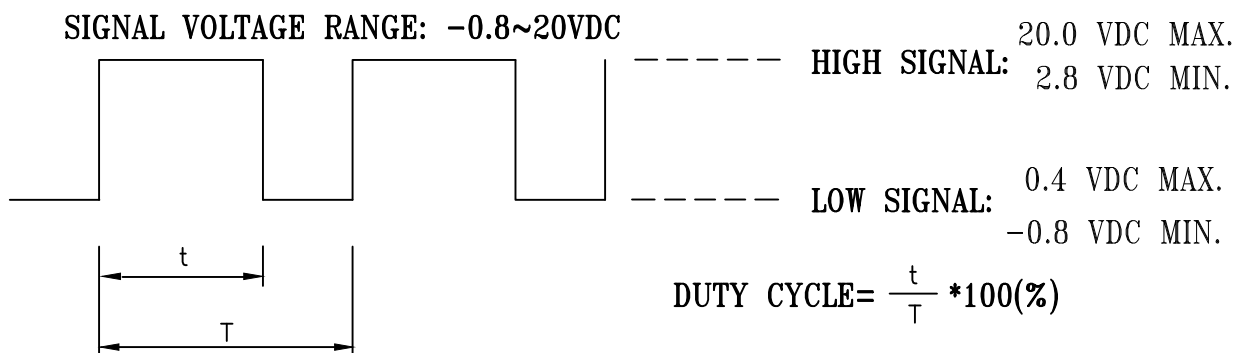 SIGNAL VOLTAGE RANGE: -0.8~20VDC
HIGH SIGNAL: 20.0 VDC MAX.
2.8 VDC MIN.
LOW SIGNAL: 0.4 VDC MAX.
-0.8 VDC MIN.
t
T
DUTY CYCLE= t/T *100(%)